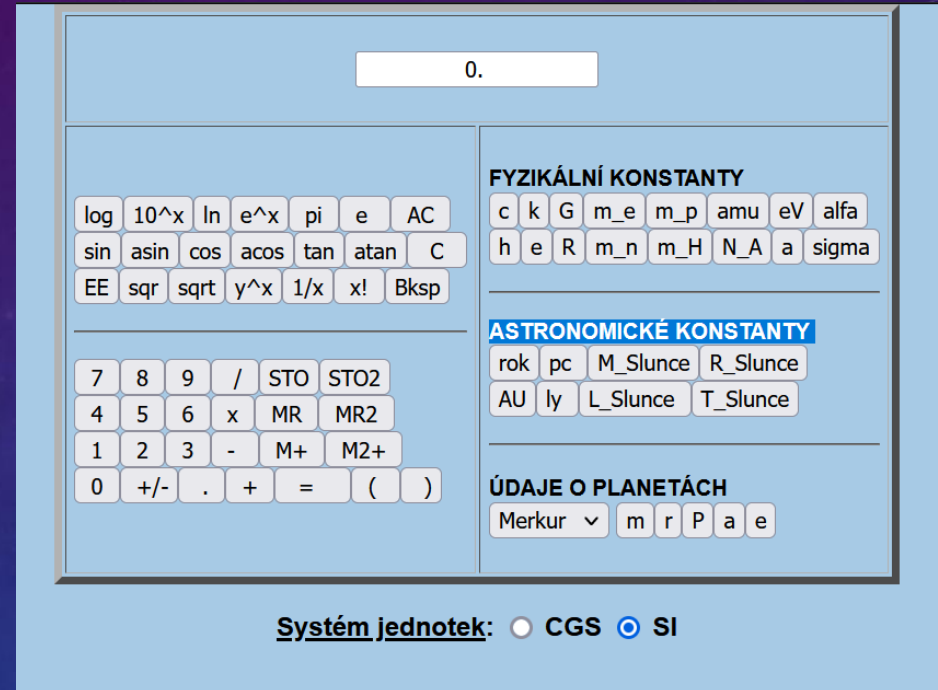 0.
log 10^x ln e^x pi e AC
sin asin cos acos tan atan C
EE sqr sqrt y^x 1/x x! Bksp
7 8 9 / STO STO2
4 5 6 x MR MR2
1 2 3 - M+ M2+
0 +/- . + = ( )
FYZIKÁLNÍ KONSTANTY
c k G m_e m_p amu eV alfa
h e R m_n m_H N_A a sigma
ASTRONOMICKÉ KONSTANTY
rok pc M_Slunce R_Slunce
AU ly L_Slunce T_Slunce
ÚDAJE O PLANETÁCH
Merkur m r P a e
Systém jednotek: CGS SI